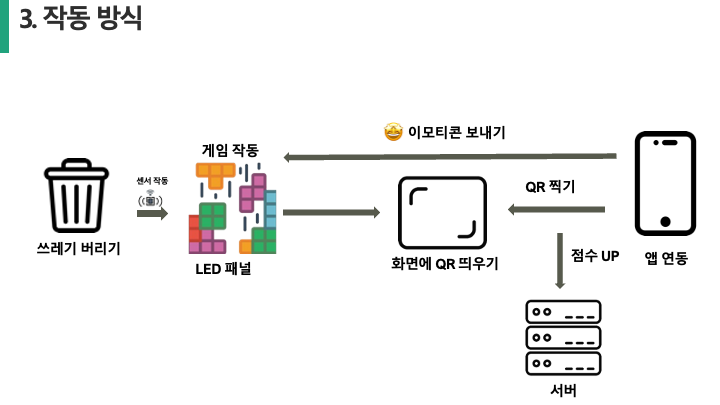 3. 작동 방식
🤩 이모티콘 보내기
게임 작동
센서 작동
QR 찍기
쓰레기 버리기
LED 패널
화면에 QR 띄우기
점수 UP
앱 연동
서버